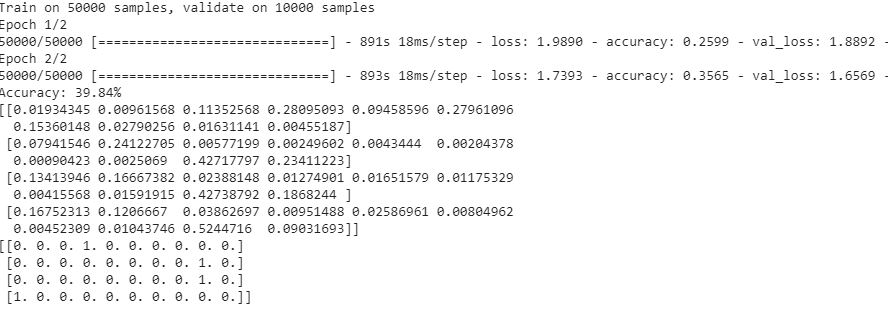 Train on 50000 samples, validate on 10000 samples
Epoch 1/2
50000/50000 [==============================] - 891s 18ms/step - loss: 1.9890 - accuracy: 0.2599 - val_loss: 1.8892 -
Epoch 2/2
50000/50000 [==============================] - 893s 18ms/step - loss: 1.7393 - accuracy: 0.3565 - val_loss: 1.6569 -
Accuracy: 39.84%
[[0.01934345 0.00961568 0.11352568 0.28095093 0.09458596 0.27961096
  0.15360148 0.02790256 0.01631141 0.00455187]
 [0.07941546 0.24122705 0.00577199 0.00249602 0.0043444  0.00204378
  0.00090423 0.0025069  0.42717797 0.23411223]
 [0.13413946 0.16667382 0.02388148 0.01274901 0.01651579 0.01175329
  0.00415568 0.01591915 0.42738792 0.1868244 ]
 [0.16752313 0.1206667  0.03862697 0.00951488 0.02586961 0.00804962
  0.00452309 0.01043746 0.5244716  0.09031693]]
[[0. 0. 0. 1. 0. 0. 0. 0. 0. 0.]
 [0. 0. 0. 0. 0. 0. 0. 0. 1. 0.]
 [0. 0. 0. 0. 0. 0. 0. 0. 1. 0.]
 [1. 0. 0. 0. 0. 0. 0. 0. 0. 0.]]